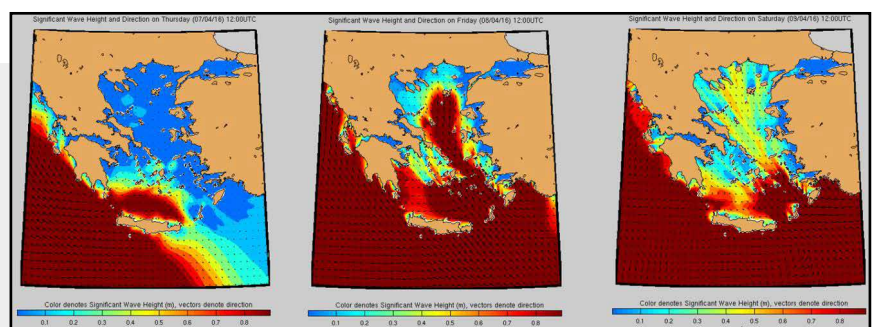 Significant Wave Height and Direction on Thursday (07/04/16) 12:00UTC
Significant Wave Height and Direction on Friday (08/04/16) 12:00UTC
Significant Wave Height and Direction on Saturday (09/04/16) 12:00UTC
Color denotes Significant Wave Height (m), vectors denote direction
0.1 0.2 0.3 0.4 0.5 0.6 0.7 0.8
Color denotes Significant Wave Height (m), vectors denote direction
0.1 0.2 0.3 0.4 0.5 0.6 0.7 0.8
Color denotes Significant Wave Height (m), vectors denote direction
0.1 0.2 0.3 0.4 0.5 0.6 0.7 0.8